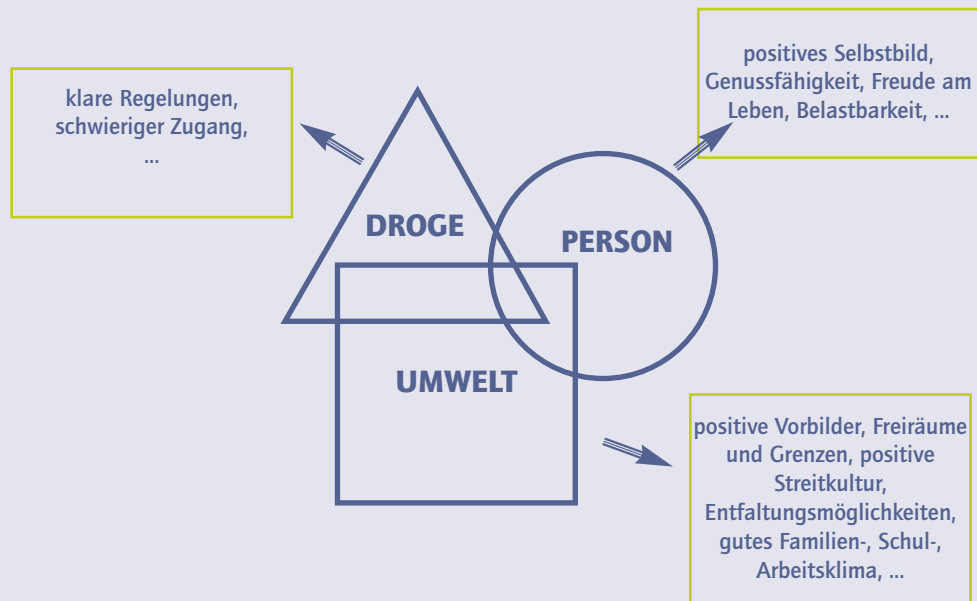 positives Selbstbild,
Genussfähigkeit, Freude am
Leben, Belastbarkeit, ...
klare Regelungen,
schwieriger Zugang,
...
DROGE
PERSON
UMWELT
positive Vorbilder, Freiräume
und Grenzen, positive
Streitkultur,
Entfaltungsmöglichkeiten,
gutes Familien-, Schul-,
Arbeitsklima, ...